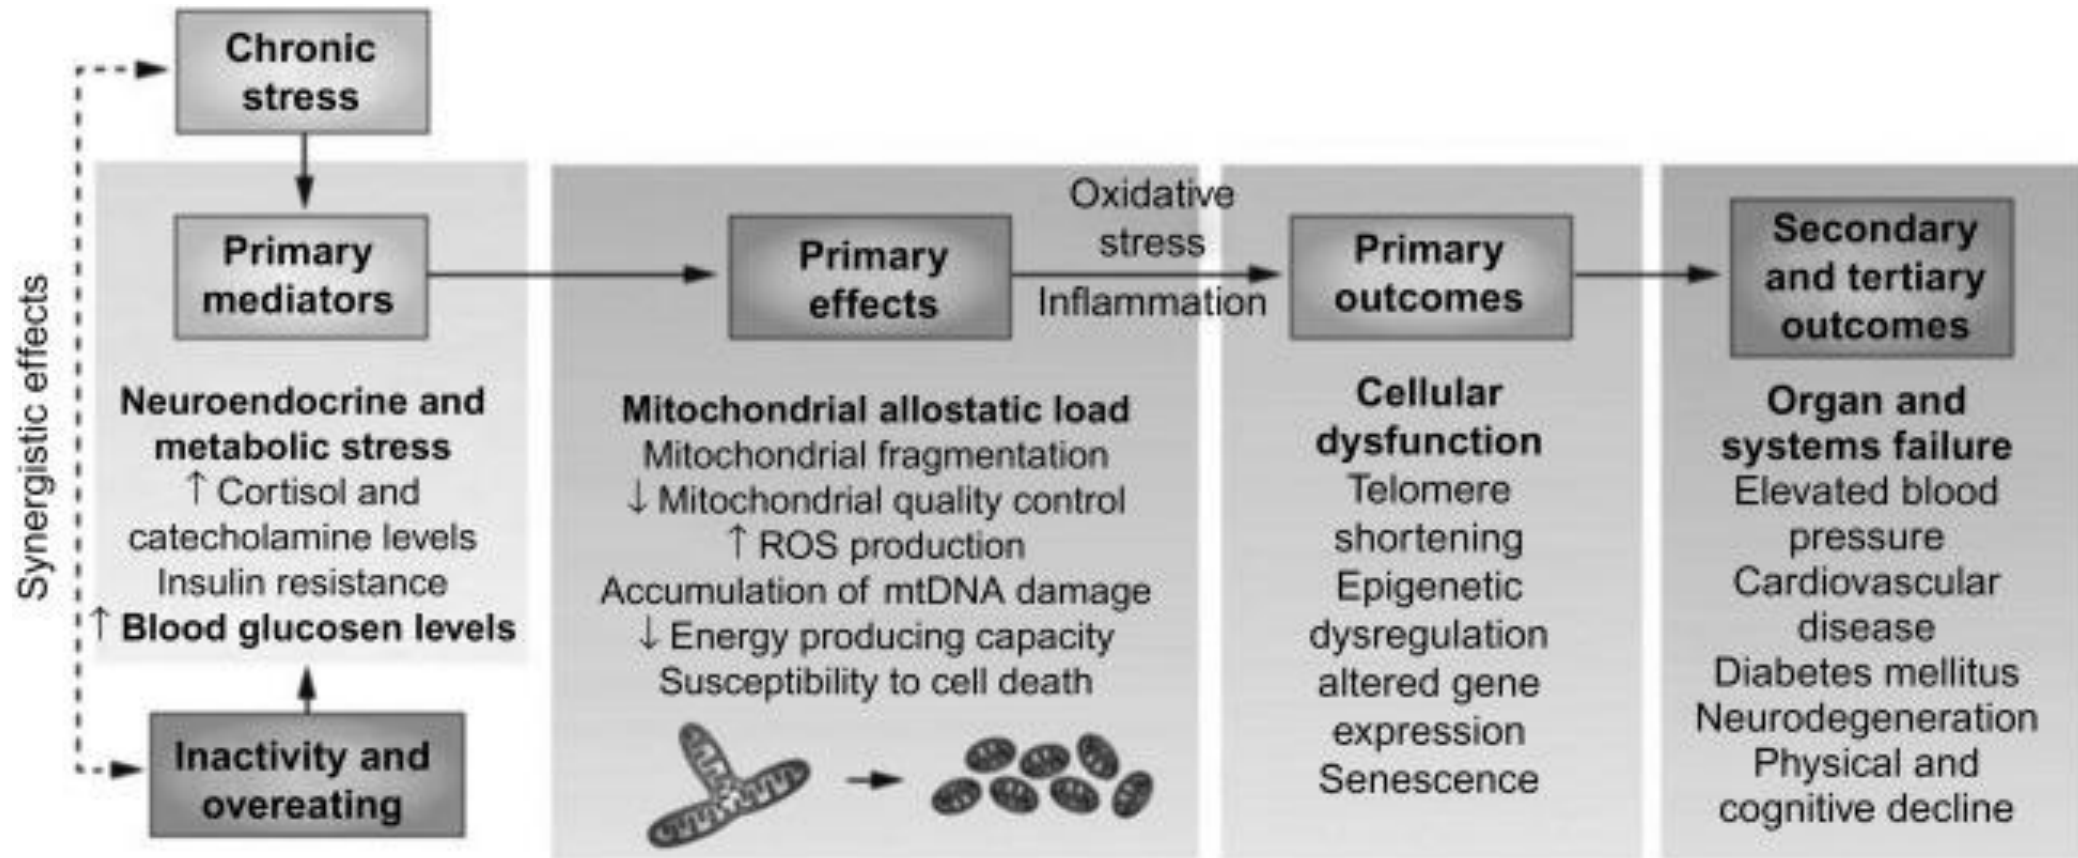 Chronic
stress
Synergistic effects
Primary
mediators
Neuroendocrine and
metabolic stress
↑ Cortisol and
catecholamine levels
Insulin resistance
↑ Blood glucosen levels
Inactivity and
overeating
Primary
effects
Mitochondrial allostatic load
Mitochondrial fragmentation
↓ Mitochondrial quality control
↑ ROS production
Accumulation of mtDNA damage
↓ Energy producing capacity
Susceptibility to cell death
Oxidative
stress
Inflammation
Primary
outcomes
Cellular
dysfunction
Telomere
shortening
Epigenetic
dysregulation
altered gene
expression
Senescence
Secondary
and tertiary
outcomes
Organ and
systems failure
Elevated blood
pressure
Cardiovascular
disease
Diabetes mellitus
Neurodegeneration
Physical and
cognitive decline